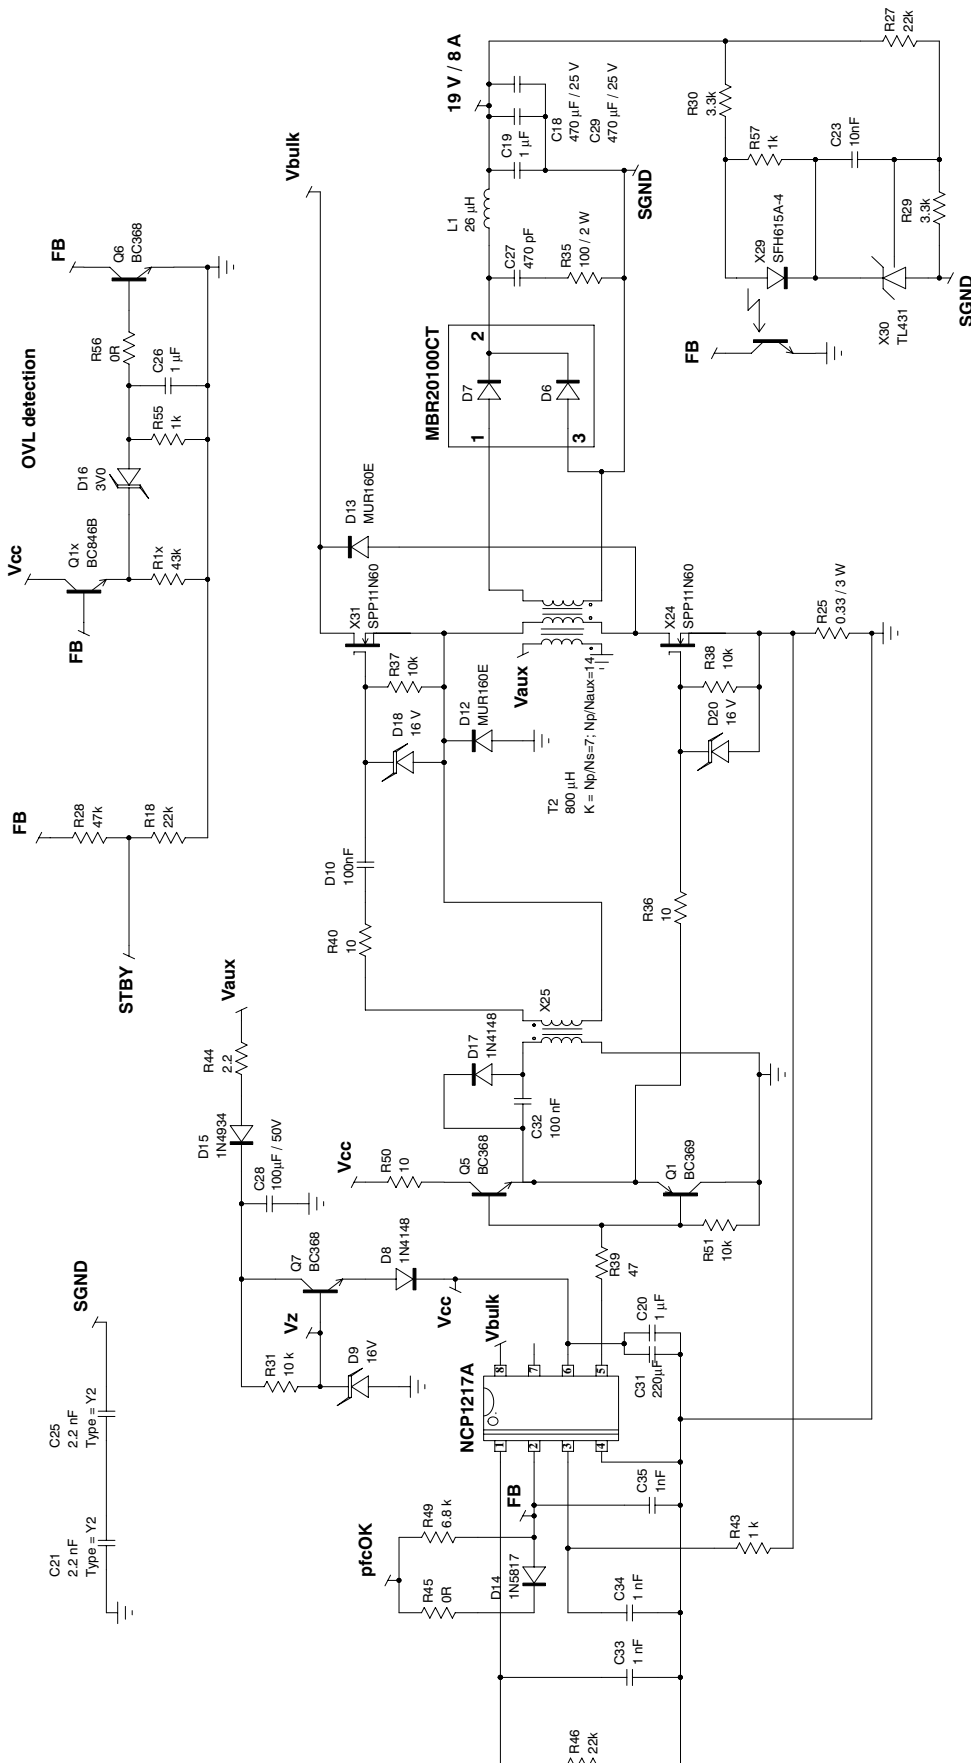 C21
2.2 nF
Type = Y2
C25
2.2 nF
Type = Y2
SGND
R44
2.2
Vaux
D15
1N4934
C28
100µF / 50V
Q7
BC368
Vz
R31
10 k
D9
16V
D8
1N4148
Vcc
STBY
FB
R28
47k
R18
22k
OVL detection
Vcc
Q1x
BC846B
FB
R1x
43k
D16
3V0
R55
1k
C26
1 µF
R56
0R
FB
Q6
BC368
Vbulk
pfcOK
R49
6.8 k
R45
0R
D14
1N5817
FB
NCP1217A
1
2
3
4
5
6
7
8
Vbulk
R46
22k
C33
1 nF
C34
1 nF
C35
1nF
R43
1 k
C31
220µF
C20
1 µF
R39
47
R51
10k
Vcc
R50
10
Q5
BC368
Q1
BC369
C32
100 nF
D17
1N4148
X25
R40
10
D10
100nF
R36
10
D18
16 V
R37
10k
X31
SPP11N60
D12
MUR160E
D13
MUR160E
Vaux
T2
800 µH
K = Np/Ns=7; Np/Naux=14
D20
16 V
R38
10k
X24
SPP11N60
R25
0.33 / 3 W
MBR20100CT
1
D7
2
3
D6
C27
470 pF
R35
100 / 2 W
L1
26 µH
C19
1 µF
19 V / 8 A
C18
470 µF / 25 V
C29
470 µF / 25 V
SGND
FB
X29
SFH615A-4
R30
3.3k
R57
1k
C23
10nF
R27
22k
R29
3.3k
X30
TL431
SGND